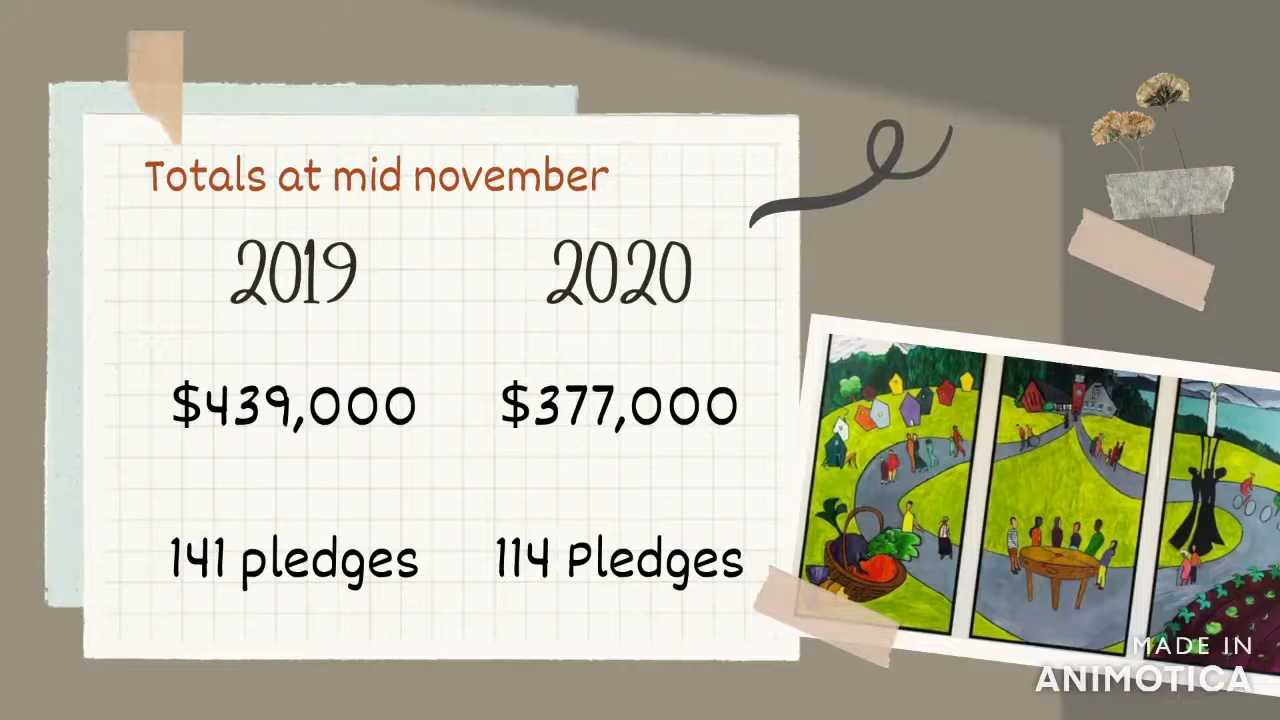 Totals at mid november
2019 2020
$439,000 $377,000
141 pledges 114 Pledges
MADE IN
ANIMOTICA